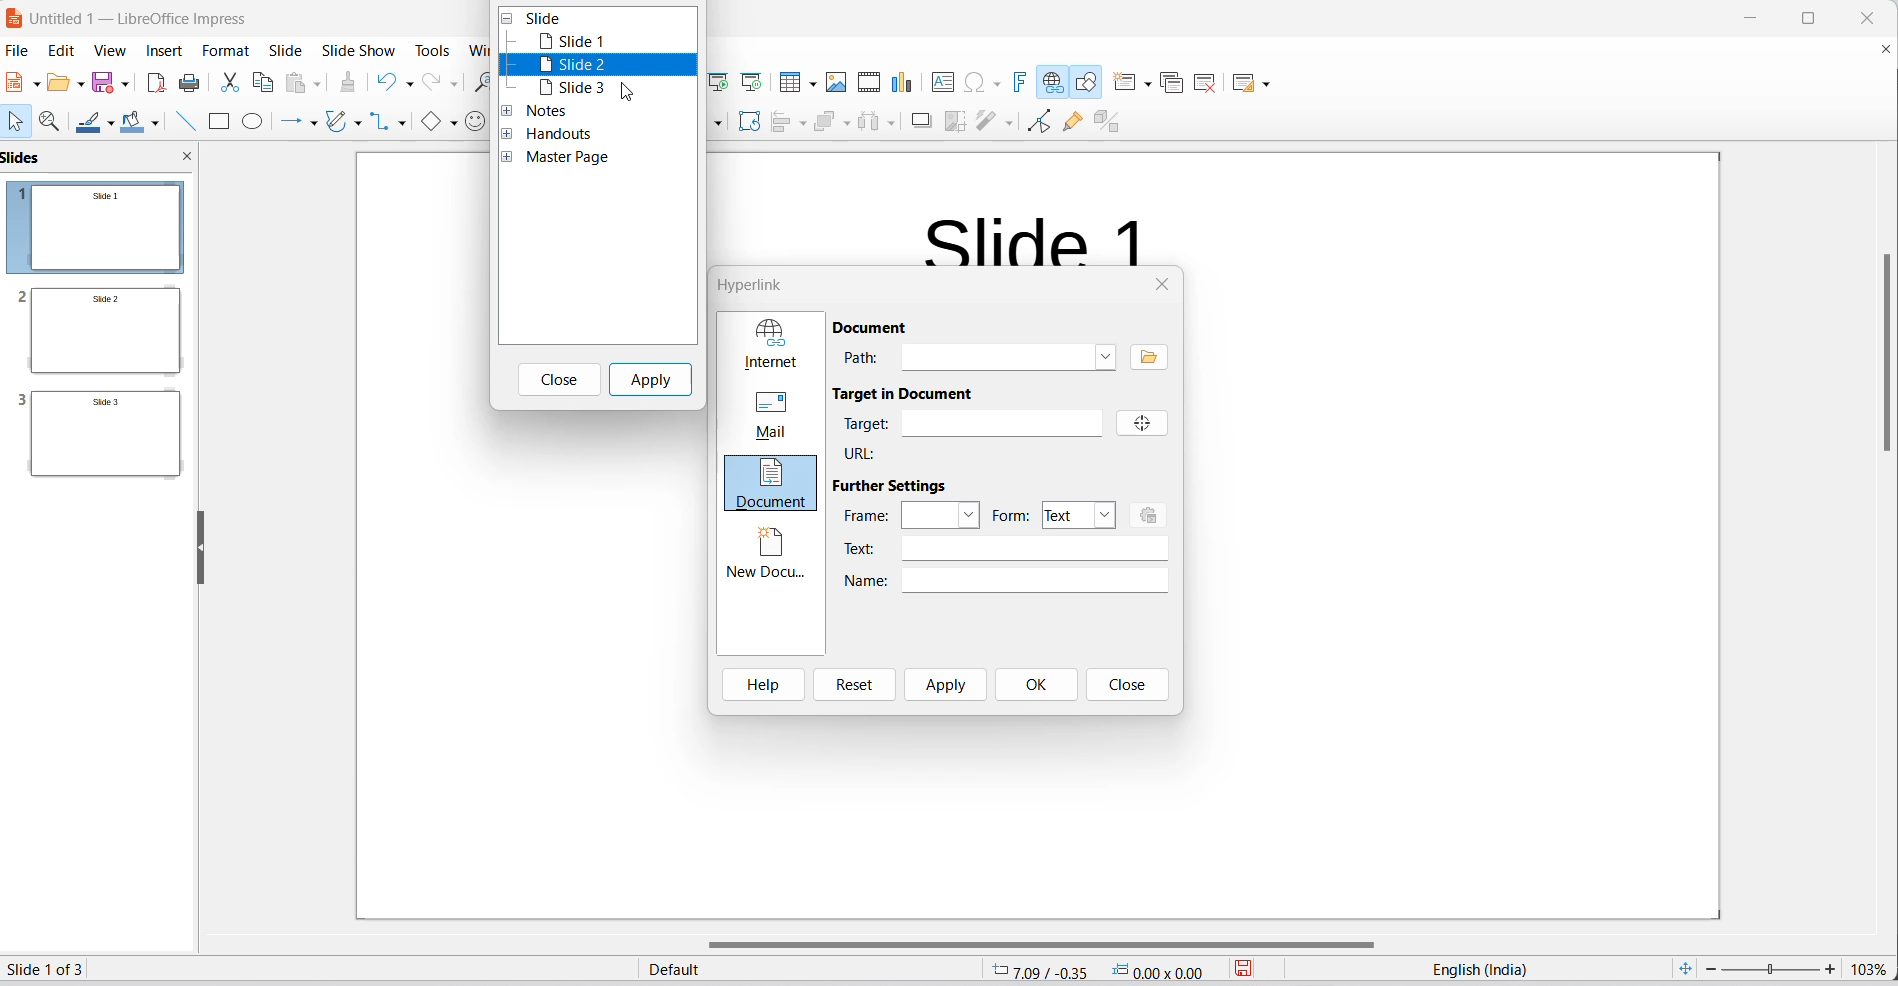 Untitled 1 — LibreOffice Impress
File Edit View Insert Format Slide Slide Show Tools Win
Slide
Slide 1
Slide 2
Slide 3
Notes
Handouts
Master Page
Close Apply
Slides
1 Slide 1
2 Slide 2
3 Slide 3
Slide 1
Hyperlink
Internet
Mail
Document
New Docu...
Document
Path:
Target in Document
Target:
URL:
Further Settings
Frame: Form: Text
Text:
Name:
Help Reset Apply OK Close
Slide 1 of 3 Default 7.09 / -0.35 0.00 x 0.00 English (India) 103%